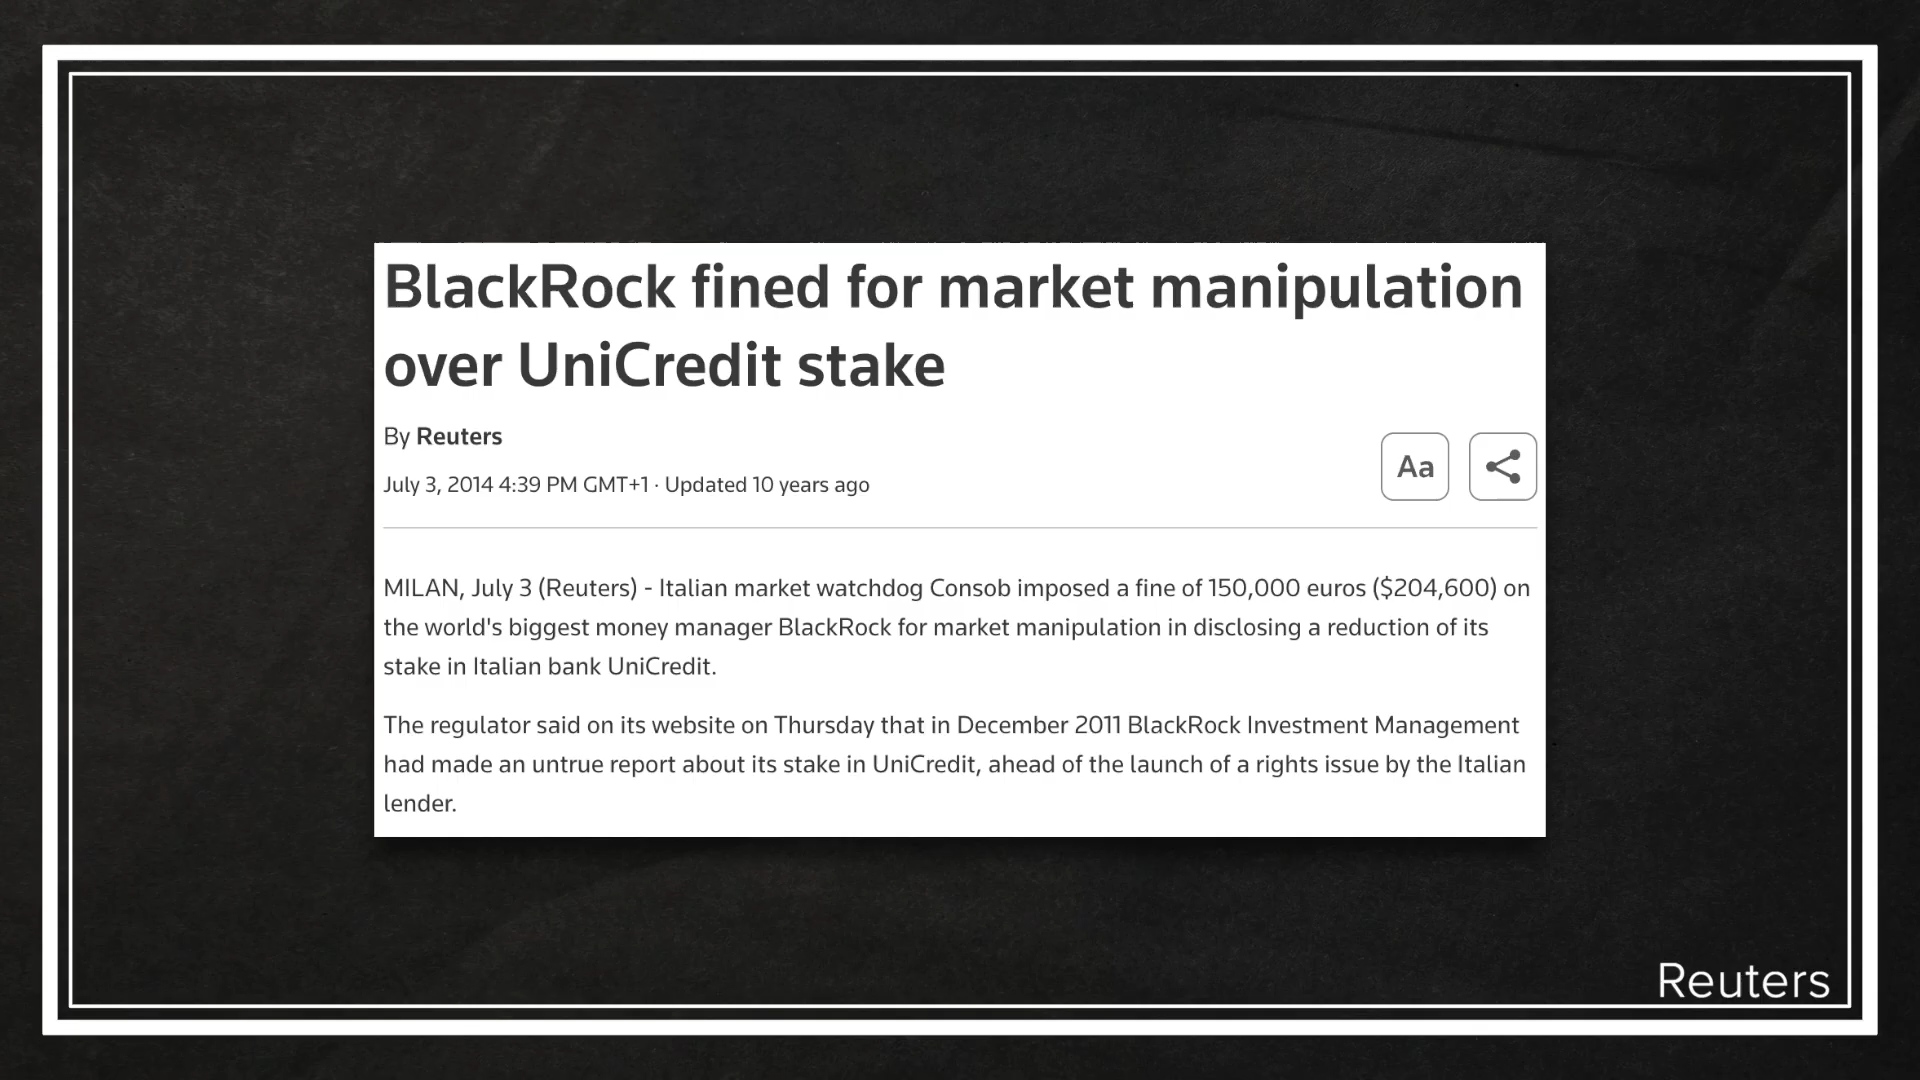 BlackRock fined for market manipulation
over UniCredit stake
By Reuters
July 3, 2014 4:39 PM GMT+1 · Updated 10 years ago
Aa
MILAN, July 3 (Reuters) - Italian market watchdog Consob imposed a fine of 150,000 euros ($204,600) on
the world's biggest money manager BlackRock for market manipulation in disclosing a reduction of its
stake in Italian bank UniCredit.
The regulator said on its website on Thursday that in December 2011 BlackRock Investment Management
had made an untrue report about its stake in UniCredit, ahead of the launch of a rights issue by the Italian
lender.
Reuters